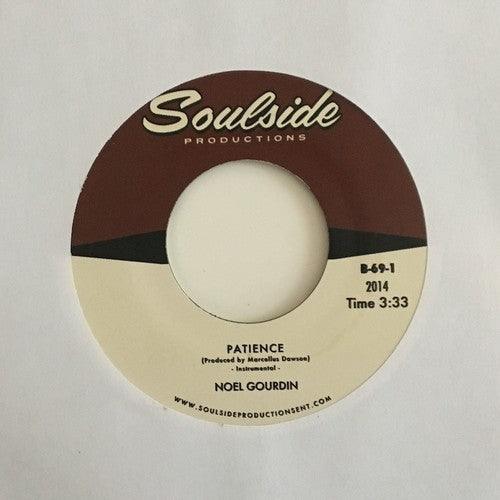 Soulside
PRODUCTIONS
B-69-1
2014
Time 3:33
PATIENCE
(Produced by Marcellus Dawson)
- Instrumental -
NOEL GOURDIN
WWW.SOULSIDEPRODUCTIONSENT.COM